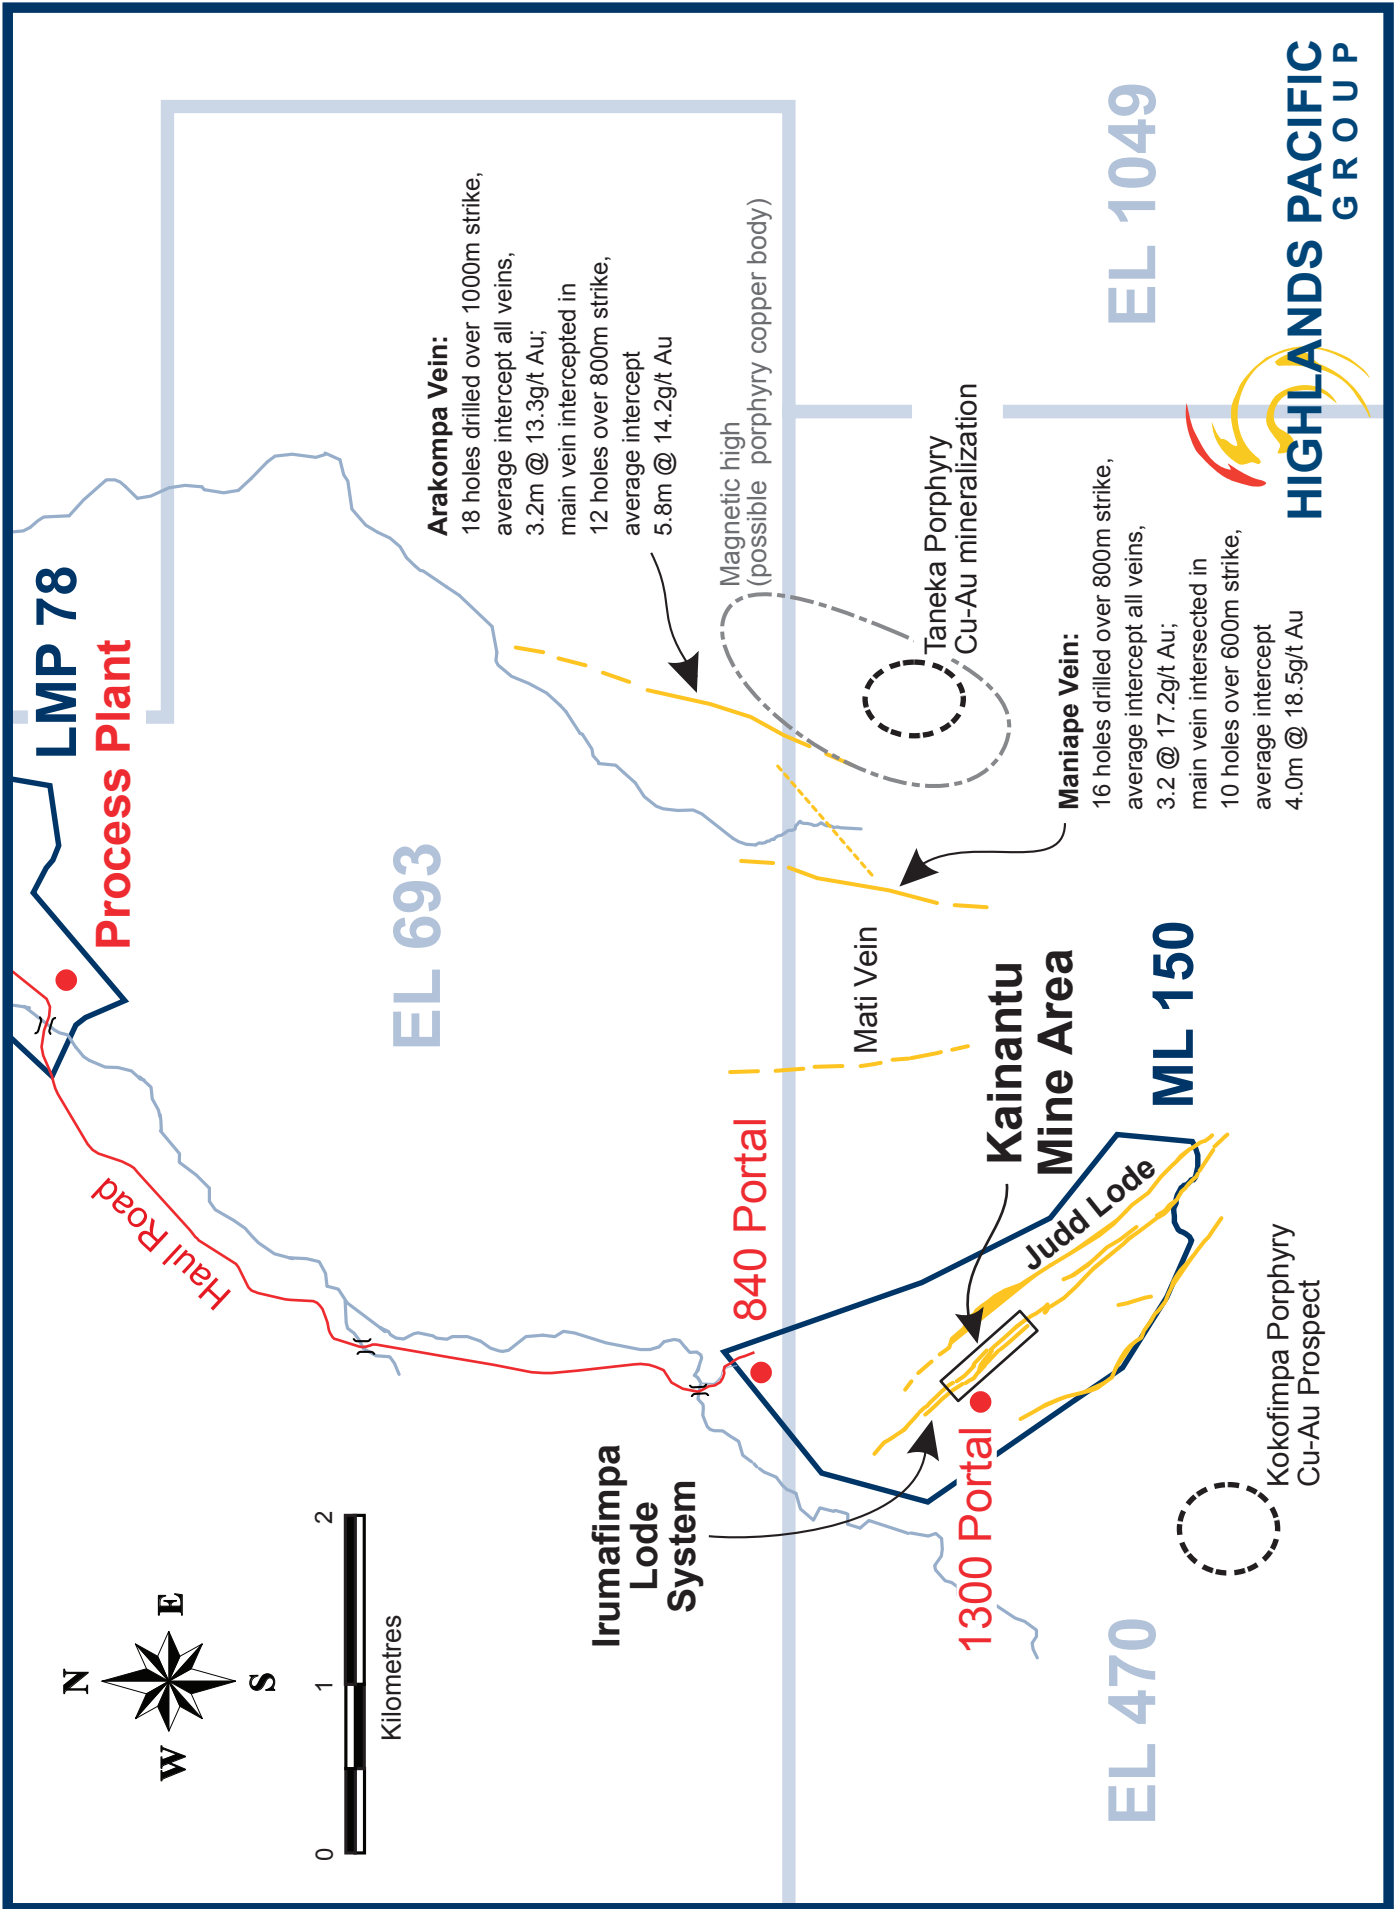 N
W
E
S
0
1
2
Kilometres
LMP 78
Process Plant
Haul Road
EL 693
Arakompa Vein:
18 holes drilled over 1000m strike,
average intercept all veins,
3.2m @ 13.3g/t Au;
main vein intercepted in
12 holes over 800m strike,
average intercept
5.8m @ 14.2g/t Au
Magnetic high
(possible porphyry copper body)
Irumafimpa
Lode
System
840 Portal
Mati Vein
Taneka Porphyry
Cu-Au mineralization
1300 Portal
Kainantu
Mine Area
Judd Lode
Maniape Vein:
16 holes drilled over 800m strike,
average intercept all veins,
3.2 @ 17.2g/t Au;
main vein intersected in
10 holes over 600m strike,
average intercept
4.0m @ 18.5g/t Au
EL 470
ML 150
EL 1049
Kokofimpa Porphyry
Cu-Au Prospect
HIGHLANDS PACIFIC
GROUP